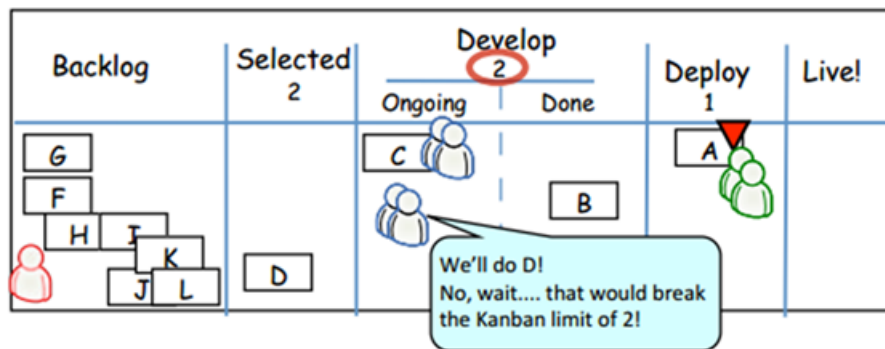 Backlog
Selected
2
Develop
2
Ongoing
Done
Deploy
1
Live!
G
F
H I
K
J L
D
C
B
A
We'll do D!
No, wait.... that would break
the Kanban limit of 2!